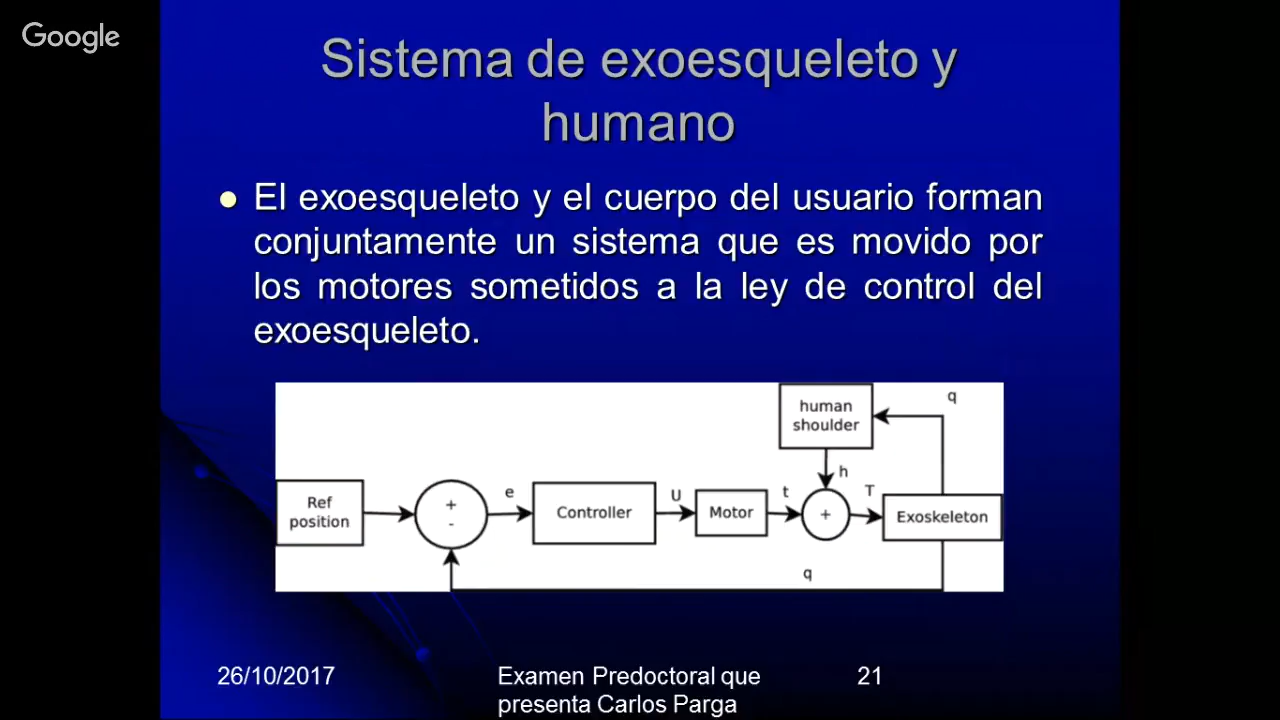 Google
Sistema de exoesqueleto y
humano
El exoesqueleto y el cuerpo del usuario forman
conjuntamente un sistema que es movido por
los motores sometidos a la ley de control del
exoesqueleto.
human
shoulder
q
h
Ref
position
+
-
e
Controller
U
Motor
t
+
T
Exoskeleton
q
26/10/2017
Examen Predoctoral que
presenta Carlos Parga
21